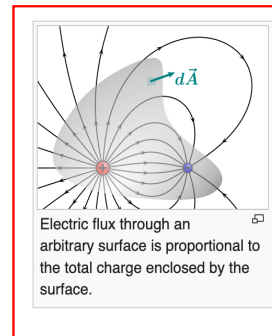 dA⃗
+
Electric flux through an
arbitrary surface is proportional to
the total charge enclosed by the
surface.